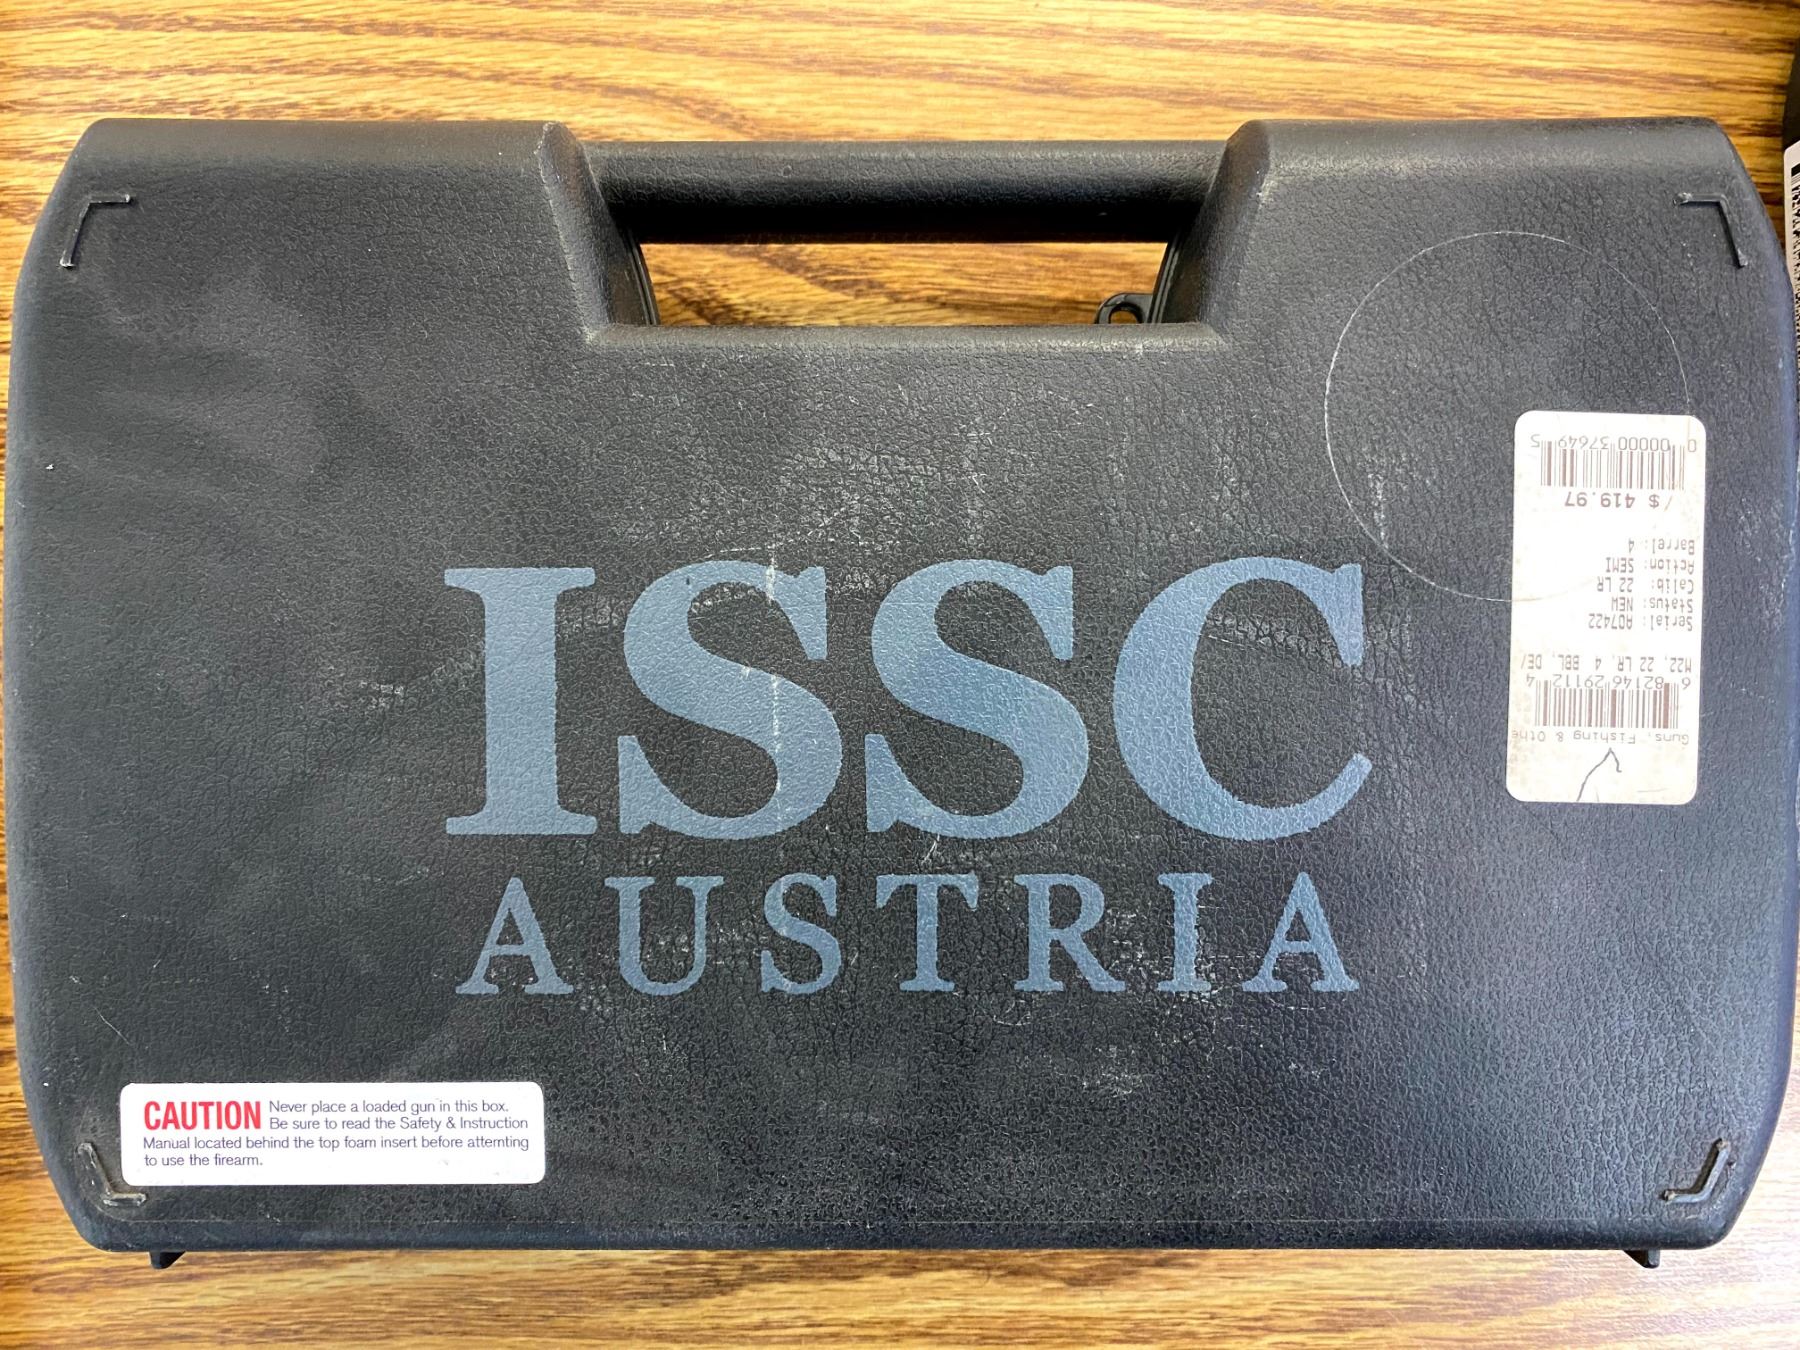 ISSC
AUSTRIA
CAUTION Never place a loaded gun in this box.
Be sure to read the Safety & Instruction
Manual located behind the top foam insert before attemting
to use the firearm.
Guns, Fishing & Othe
6 82146 29112 4
M22, 22 LR, 4 BBL, DE/
Serial: A07422
Status: NEW
Calib: 22 LR
Action: SEMI
Barrel: 4
/$ 419.97
0 00000 37649 5